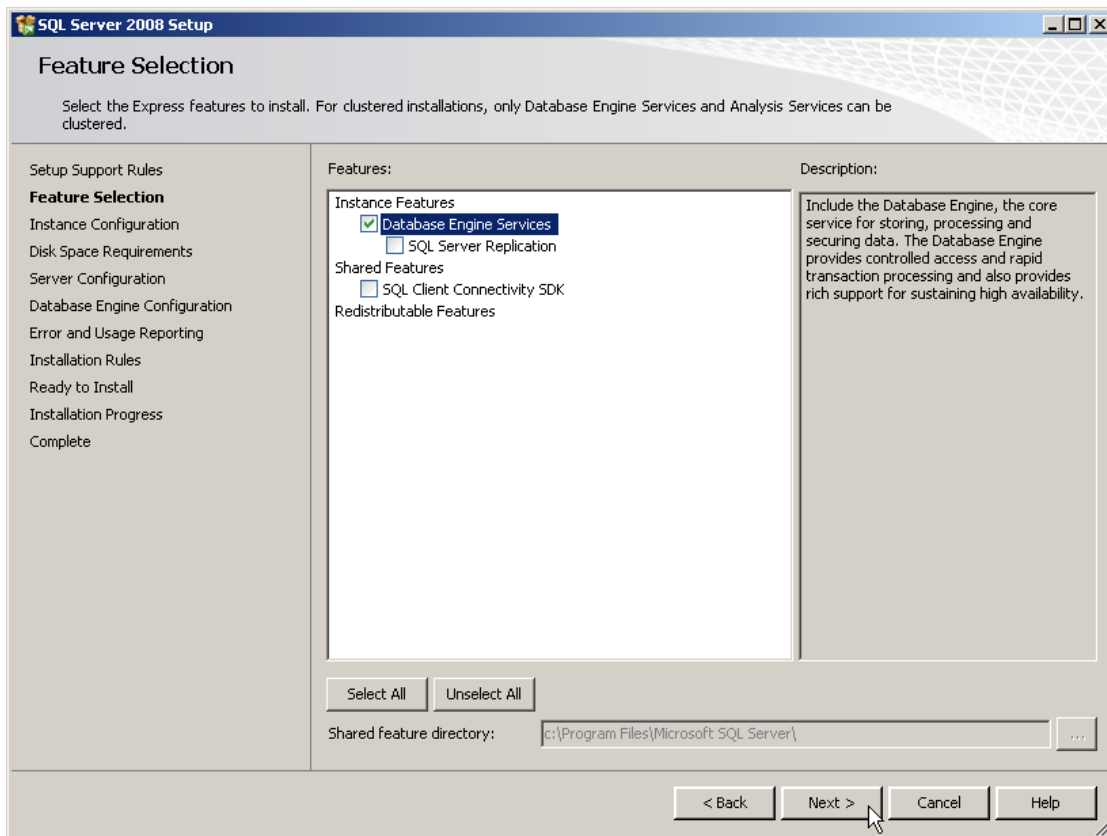 SQL Server 2008 Setup
Feature Selection
Select the Express features to install. For clustered installations, only Database Engine Services and Analysis Services can be
clustered.
Setup Support Rules
Feature Selection
Instance Configuration
Disk Space Requirements
Server Configuration
Database Engine Configuration
Error and Usage Reporting
Installation Rules
Ready to Install
Installation Progress
Complete
Features:
Instance Features
Database Engine Services
SQL Server Replication
Shared Features
SQL Client Connectivity SDK
Redistributable Features
Description:
Include the Database Engine, the core
service for storing, processing and
securing data. The Database Engine
provides controlled access and rapid
transaction processing and also provides
rich support for sustaining high availability.
Select All
Unselect All
Shared feature directory:
c:\Program Files\Microsoft SQL Server\
...
< Back
Next >
Cancel
Help